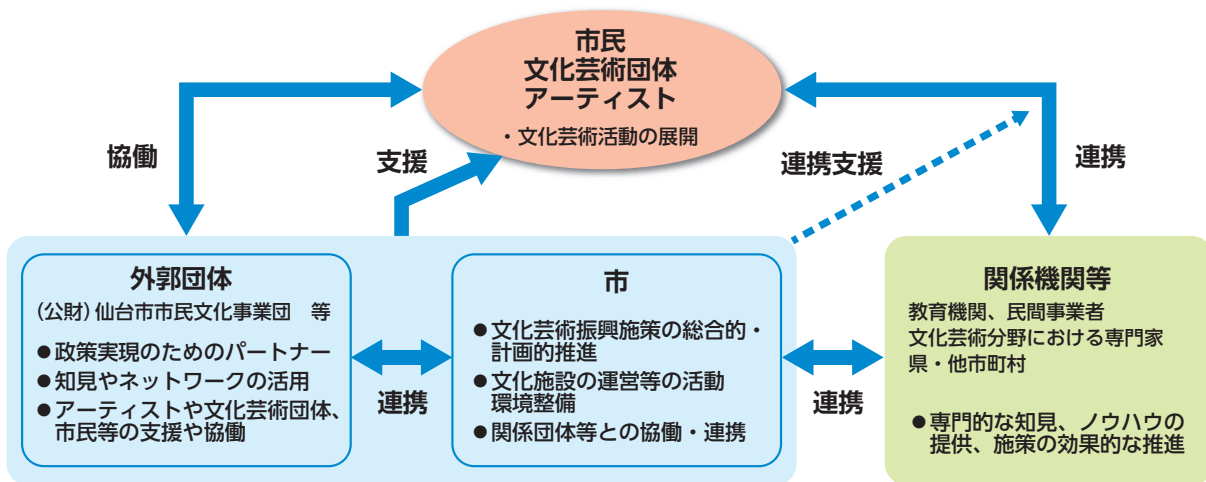 市民
文化芸術団体
アーティスト
・文化芸術活動の展開
協働
支援
連携支援
連携
外郭団体
(公財)仙台市市民文化事業団　等
●政策実現のためのパートナー
●知見やネットワークの活用
●アーティストや文化芸術団体、
市民等の支援や協働
連携
市
●文化芸術振興施策の総合的・
計画的推進
●文化施設の運営等の活動
環境整備
●関係団体等との協働・連携
連携
関係機関等
教育機関、民間事業者
文化芸術分野における専門家
県・他市町村
●専門的な知見、ノウハウの
提供、施策の効果的な推進